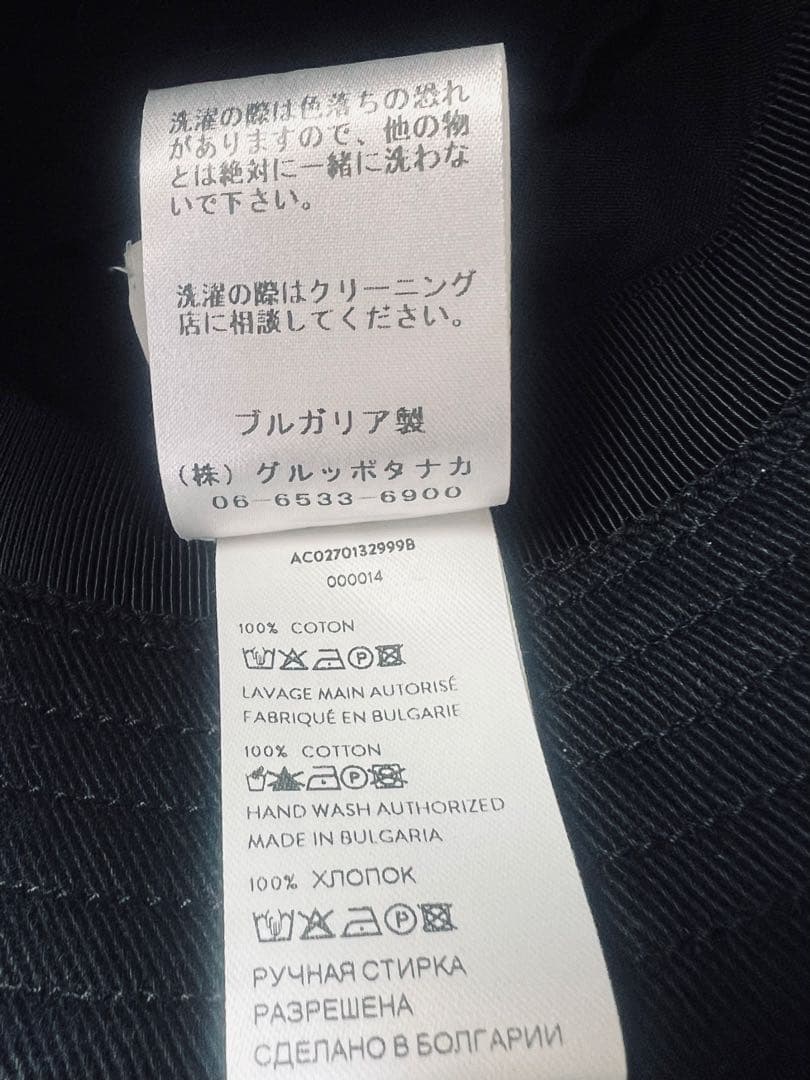 洗濯の際は色落ちの恐れ
がありますので、他の物
とは絶対に一緒に洗わな
いで下さい。
洗濯の際はクリーニング
店に相談してください。
ブルガリア製
(株)グルッポタナカ
06-6533-6900
AC0270132999B
000014
100% COTON
LAVAGE MAIN AUTORISÉ
FABRIQUÉ EN BULGARIE
100% COTTON
HAND WASH AUTHORIZED
MADE IN BULGARIA
100% ХЛОПОК
РУЧНАЯ СТИРКА
РАЗРЕШЕНА
СДЕЛАНО В БОЛГАРИИ